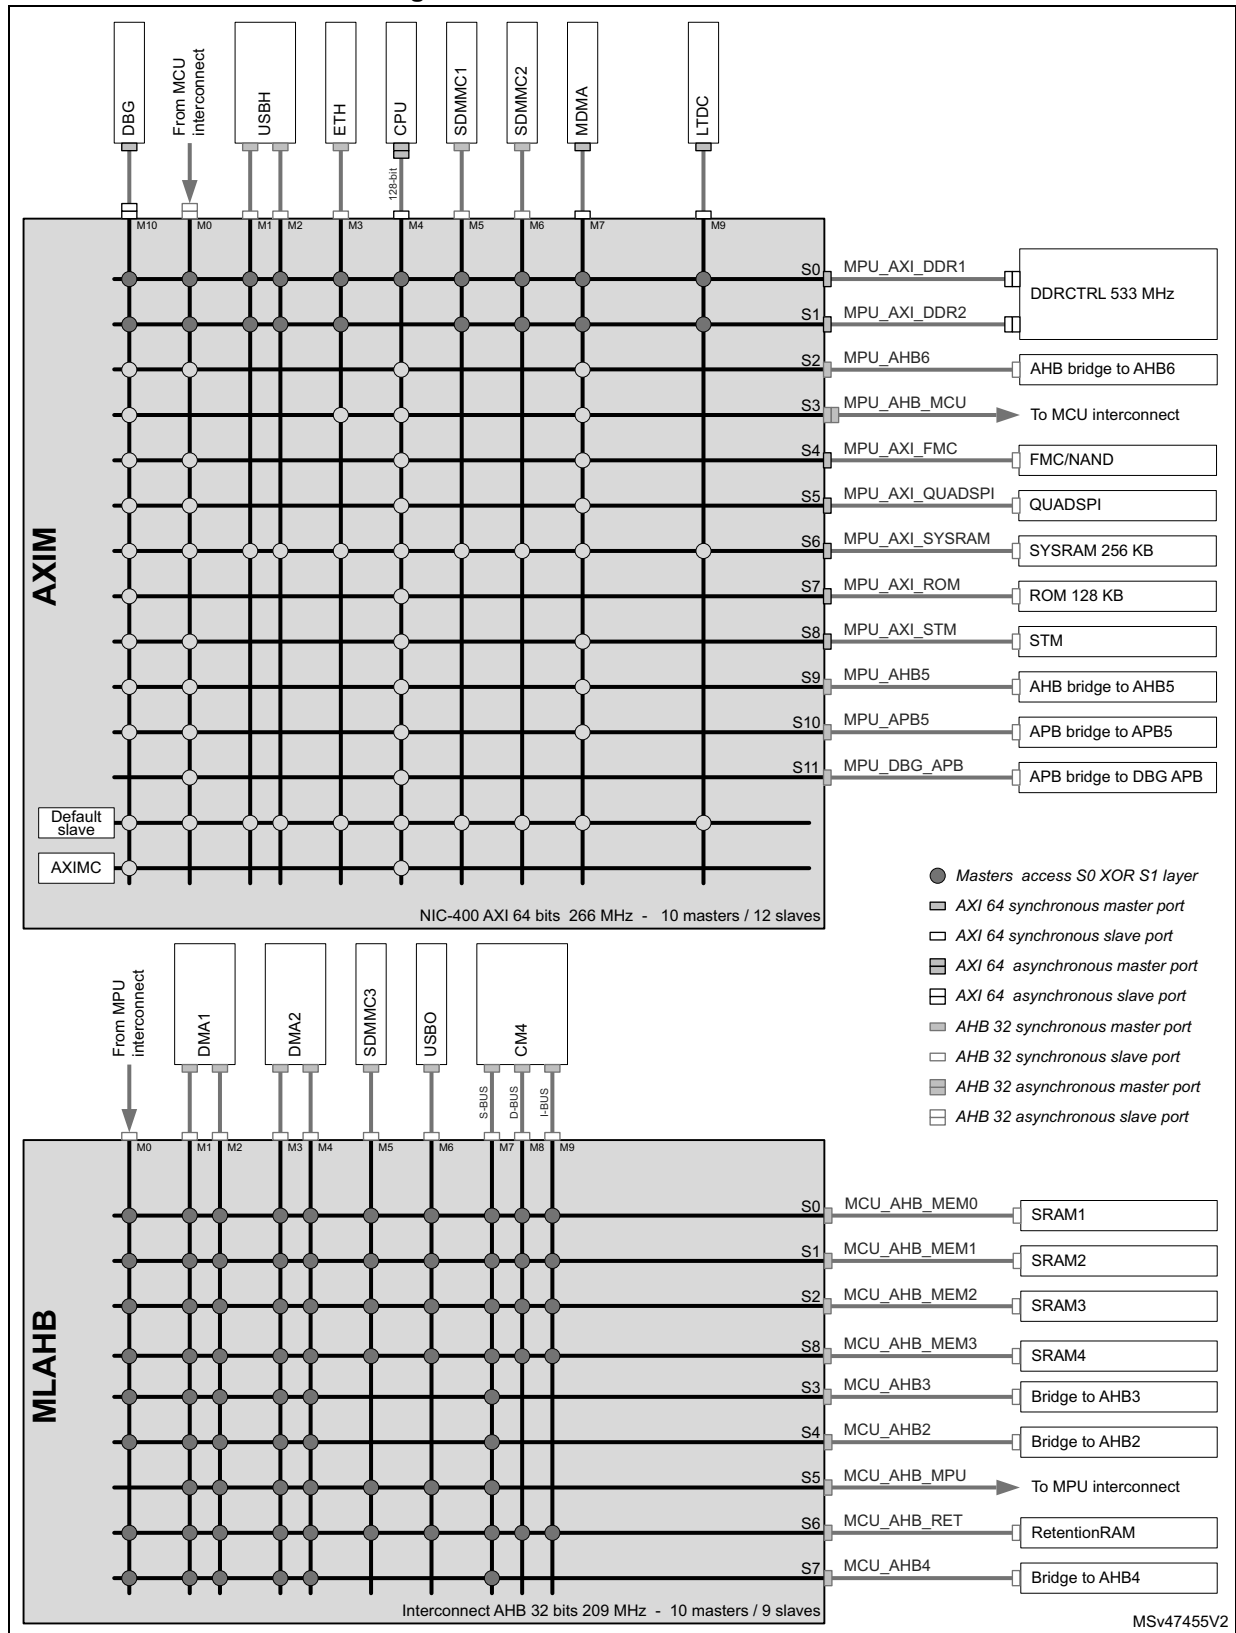 DBG
From MCU
interconnect
USBH
ETH
CPU
SDMMC1
SDMMC2
MDMA
LTDC
128-bit
M10
M0
M1
M2
M3
M4
M5
M6
M7
M9
AXIM
S0 MPU_AXI_DDR1
DDRCTRL 533 MHz
S1 MPU_AXI_DDR2
S2 MPU_AHB6 AHB bridge to AHB6
S3 MPU_AHB_MCU To MCU interconnect
S4 MPU_AXI_FMC FMC/NAND
S5 MPU_AXI_QUADSPI QUADSPI
S6 MPU_AXI_SYSRAM SYSRAM 256 KB
S7 MPU_AXI_ROM ROM 128 KB
S8 MPU_AXI_STM STM
S9 MPU_AHB5 AHB bridge to AHB5
S10 MPU_APB5 APB bridge to APB5
S11 MPU_DBG_APB APB bridge to DBG APB
Default
slave
AXIMC
NIC-400 AXI 64 bits 266 MHz - 10 masters / 12 slaves
Masters access S0 XOR S1 layer
AXI 64 synchronous master port
AXI 64 synchronous slave port
AXI 64 asynchronous master port
AXI 64 asynchronous slave port
AHB 32 synchronous master port
AHB 32 synchronous slave port
AHB 32 asynchronous master port
AHB 32 asynchronous slave port
From MPU
interconnect
DMA1
DMA2
SDMMC3
USBO
CM4
S-BUS
D-BUS
I-BUS
M0
M1
M2
M3
M4
M5
M6
M7
M8
M9
MLAHB
S0 MCU_AHB_MEM0 SRAM1
S1 MCU_AHB_MEM1 SRAM2
S2 MCU_AHB_MEM2 SRAM3
S8 MCU_AHB_MEM3 SRAM4
S3 MCU_AHB3 Bridge to AHB3
S4 MCU_AHB2 Bridge to AHB2
S5 MCU_AHB_MPU To MPU interconnect
S6 MCU_AHB_RET RetentionRAM
S7 MCU_AHB4 Bridge to AHB4
Interconnect AHB 32 bits 209 MHz - 10 masters / 9 slaves
MSv47455V2